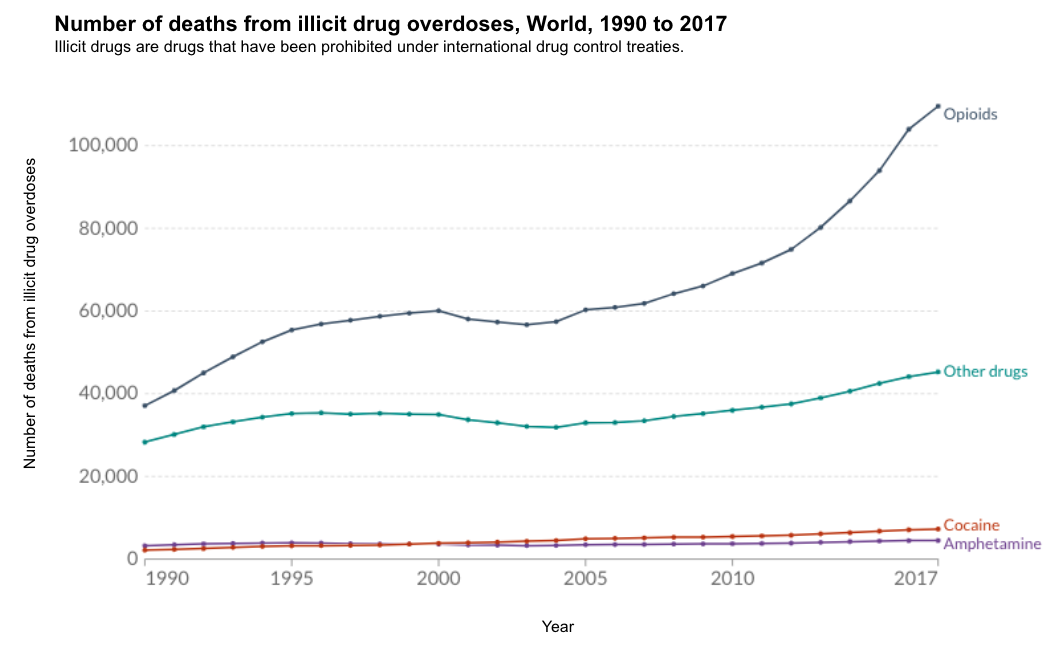 Number of deaths from illicit drug overdoses, World, 1990 to 2017
Illicit drugs are drugs that have been prohibited under international drug control treaties.
Number of deaths from illicit drug overdoses
100,000
80,000
60,000
40,000
20,000
0
Opioids
Other drugs
Cocaine
Amphetamine
1990 1995 2000 2005 2010 2017
Year